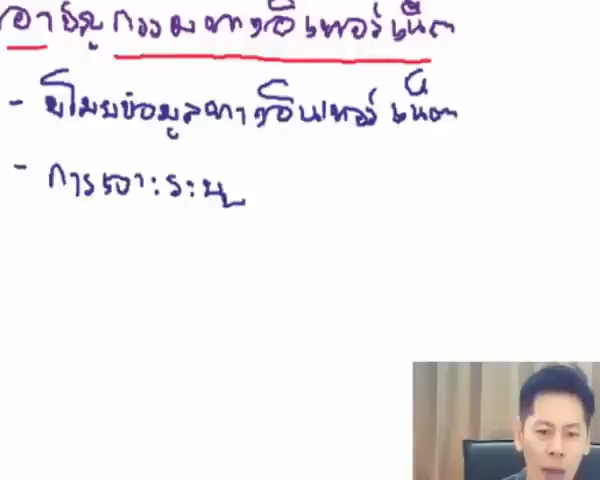 อาชญกรรมทางอินเทอร์เน็ต
- ขโมยข้อมูลทางอินเทอร์เน็ต
- การเจาะระบ